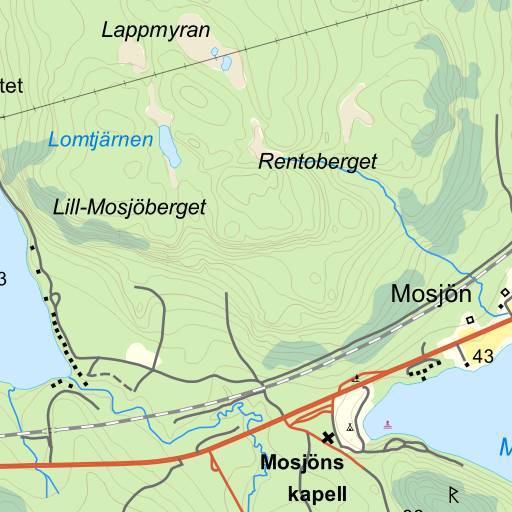 Lappmyran
tet
Lomtjärnen
Rentoberget
Lill-Mosjöberget
3
Mosjön
43
M
Mosjöns
kapell